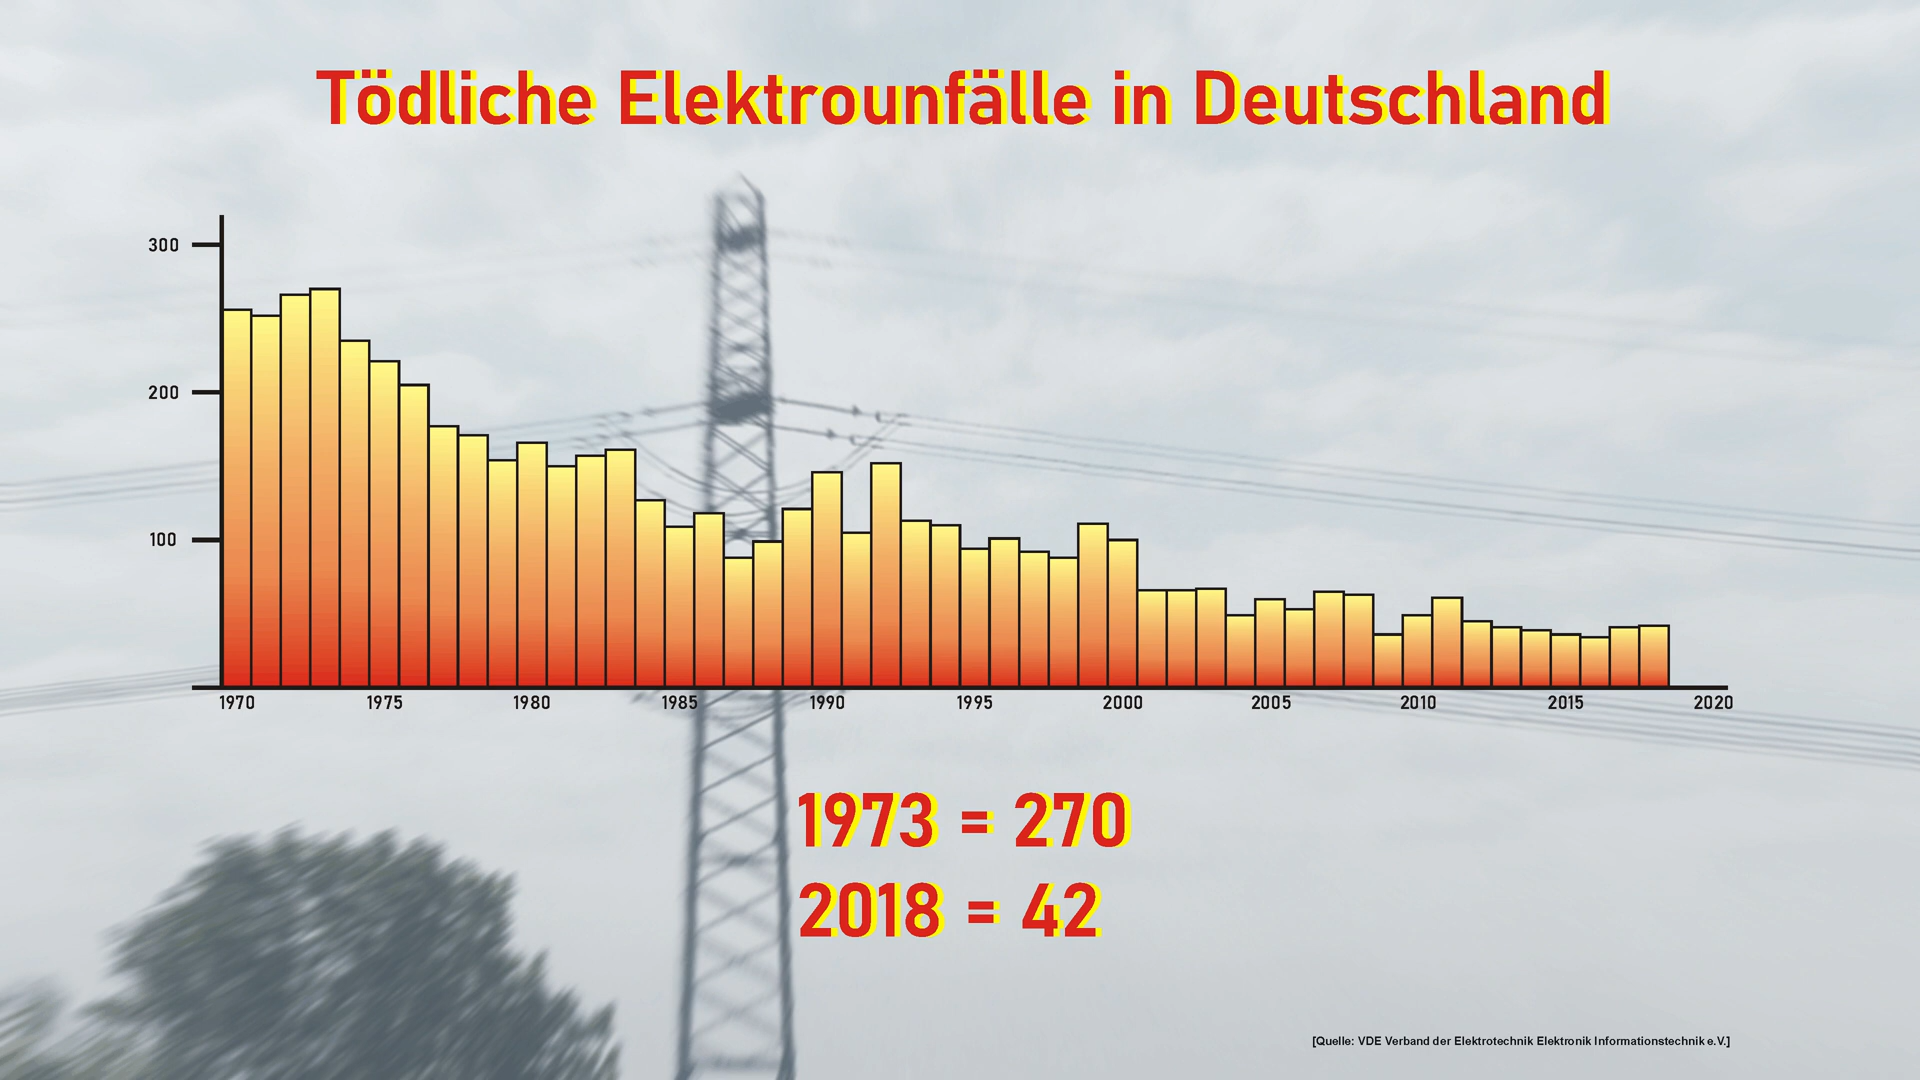 Tödliche Elektrounfälle in Deutschland
300
200
100
1970 1975 1980 1985 1990 1995 2000 2005 2010 2015 2020
1973 = 270
2018 = 42
[Quelle: VDE Verband der Elektrotechnik Elektronik Informationstechnik e.V.]